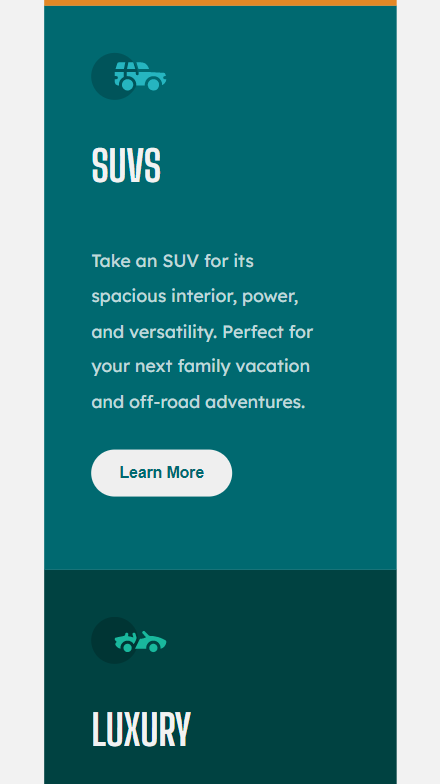 SUVS
Take an SUV for its
spacious interior, power,
and versatility. Perfect for
your next family vacation
and off-road adventures.
Learn More
LUXURY